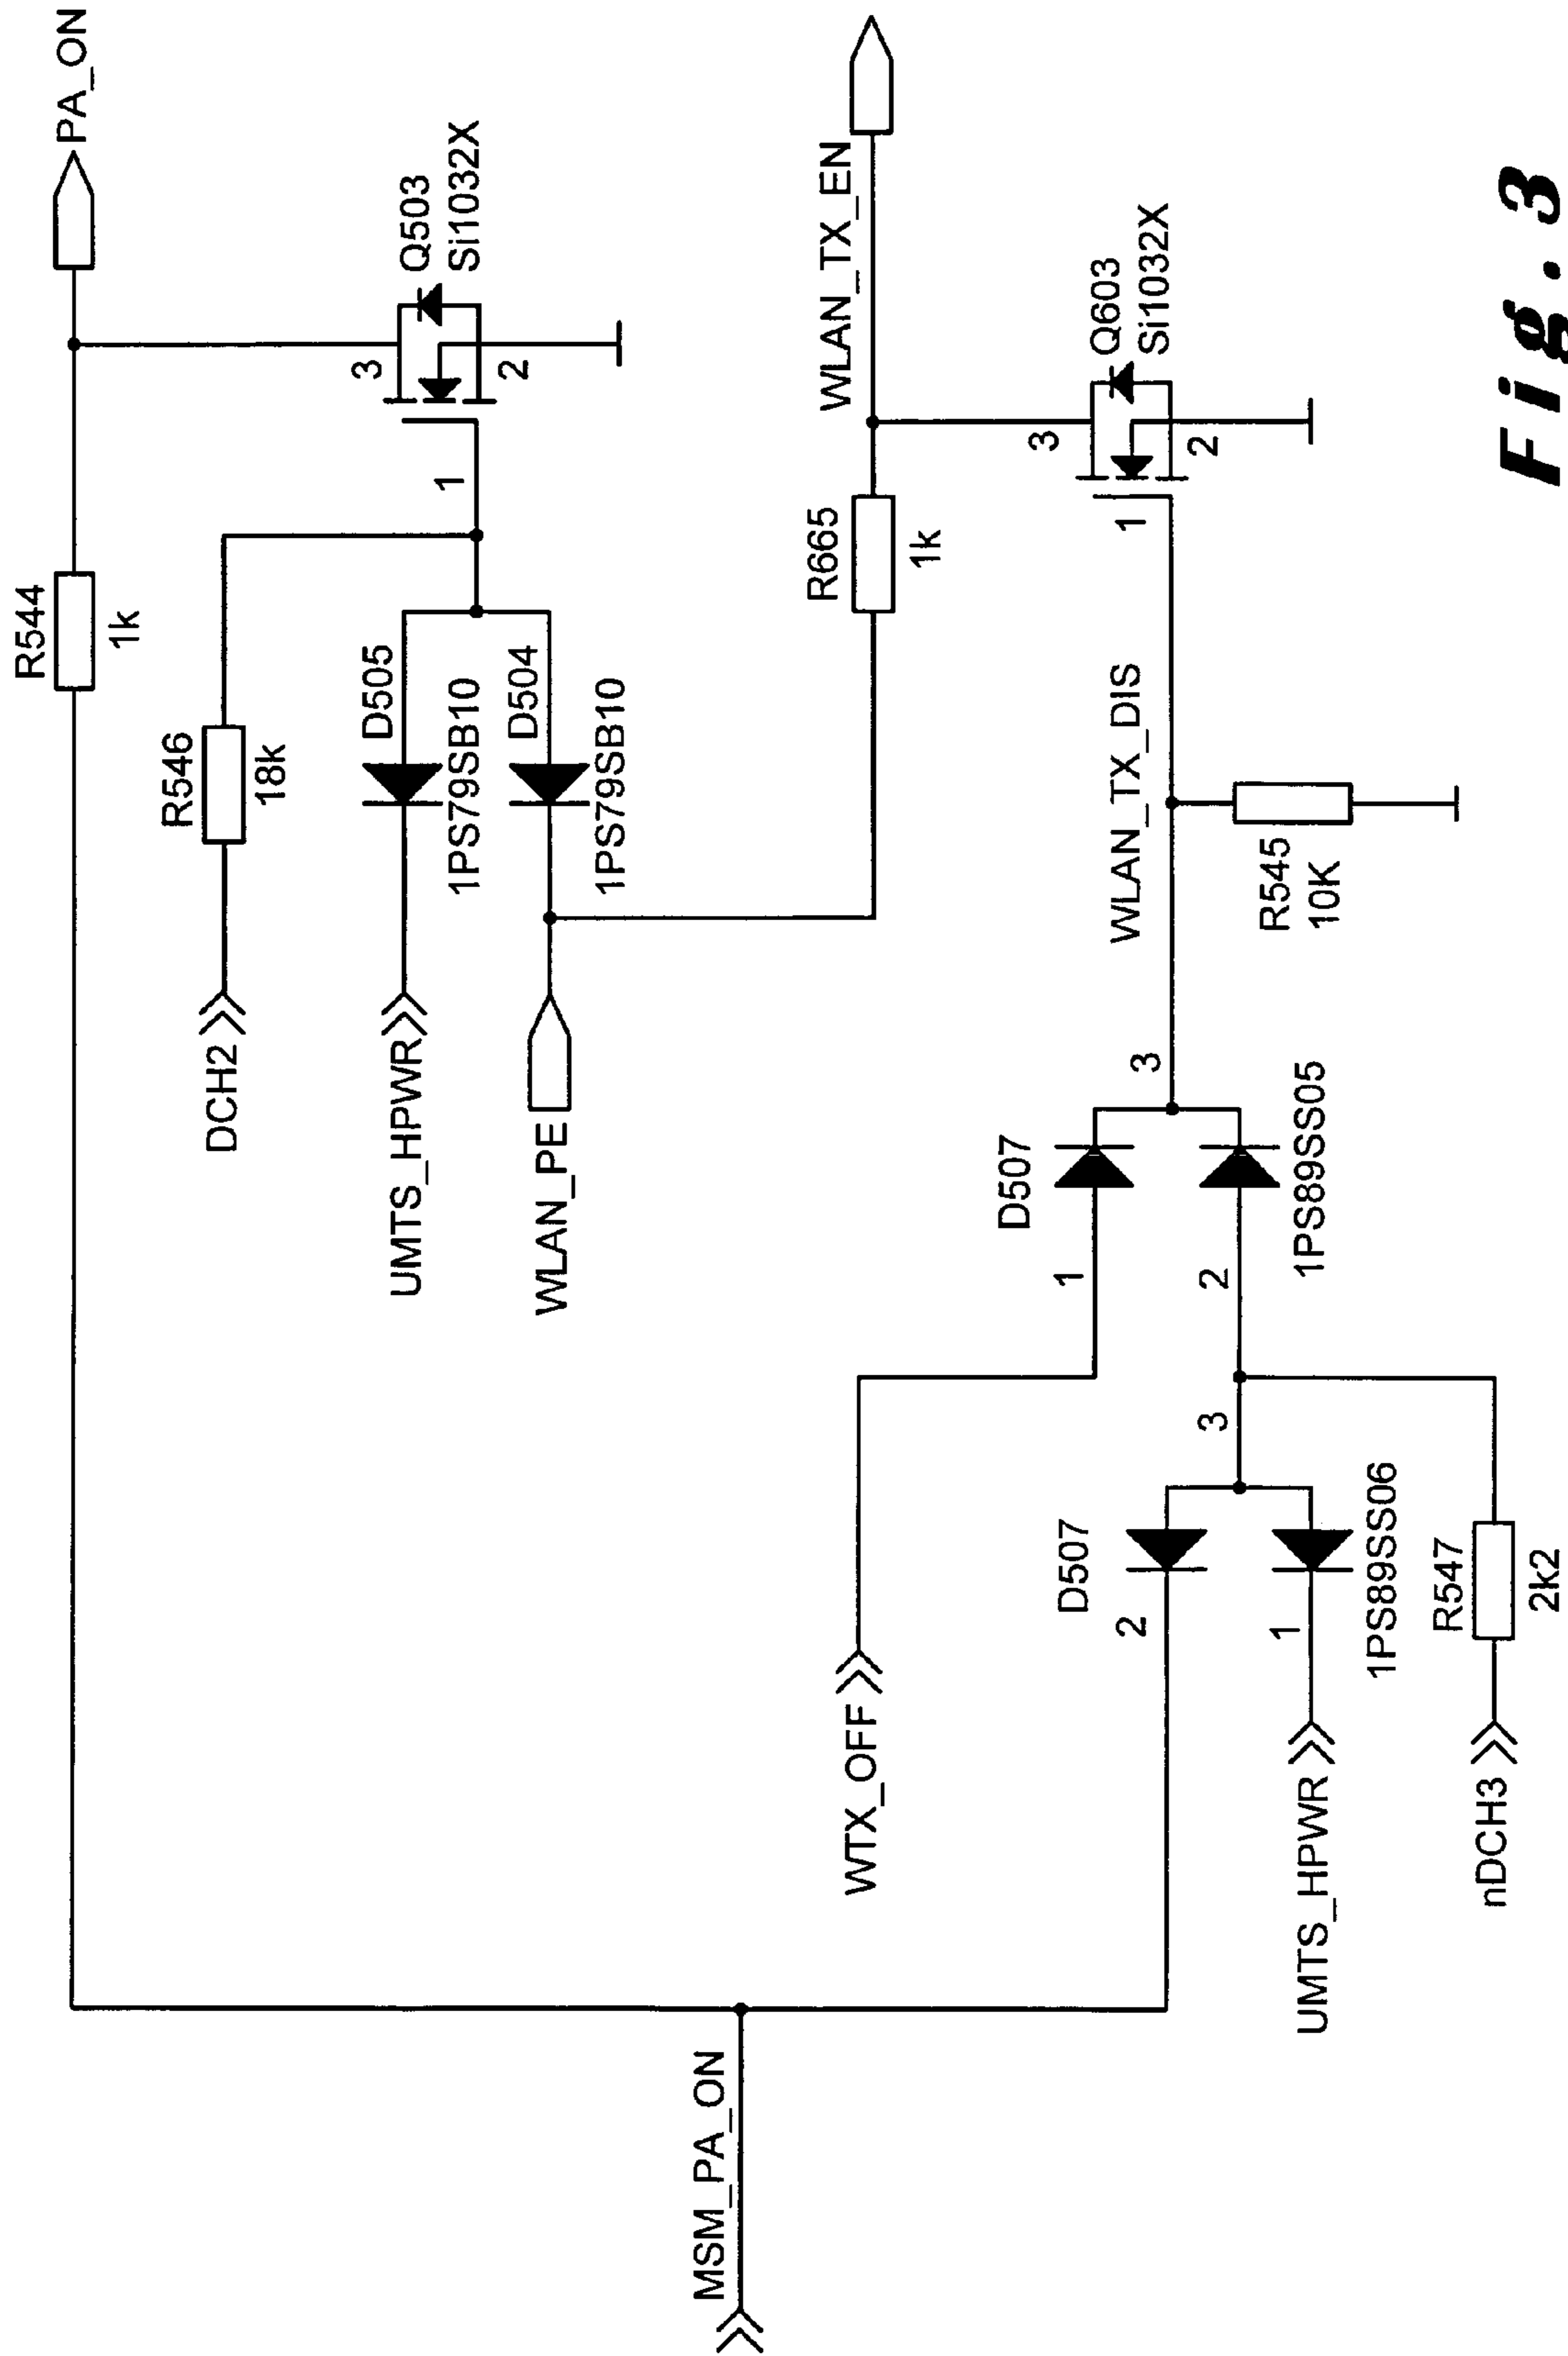 PA_ON
R544
1k
Q503
Si1032X
3
2
1
R546
18k
DCH2
D505
1PS79SB10
UMTS_HPWR
D504
1PS79SB10
WLAN_PE
WLAN_TX_EN
R665
1k
Q603
Si1032X
3
2
1
WLAN_TX_DIS
R545
10K
3
D507
1
2
1PS89SS05
WTX_OFF
3
D507
2
1
1PS89SS06
UMTS_HPWR
R547
2k2
nDCH3
MSM_PA_ON
Fig. 3